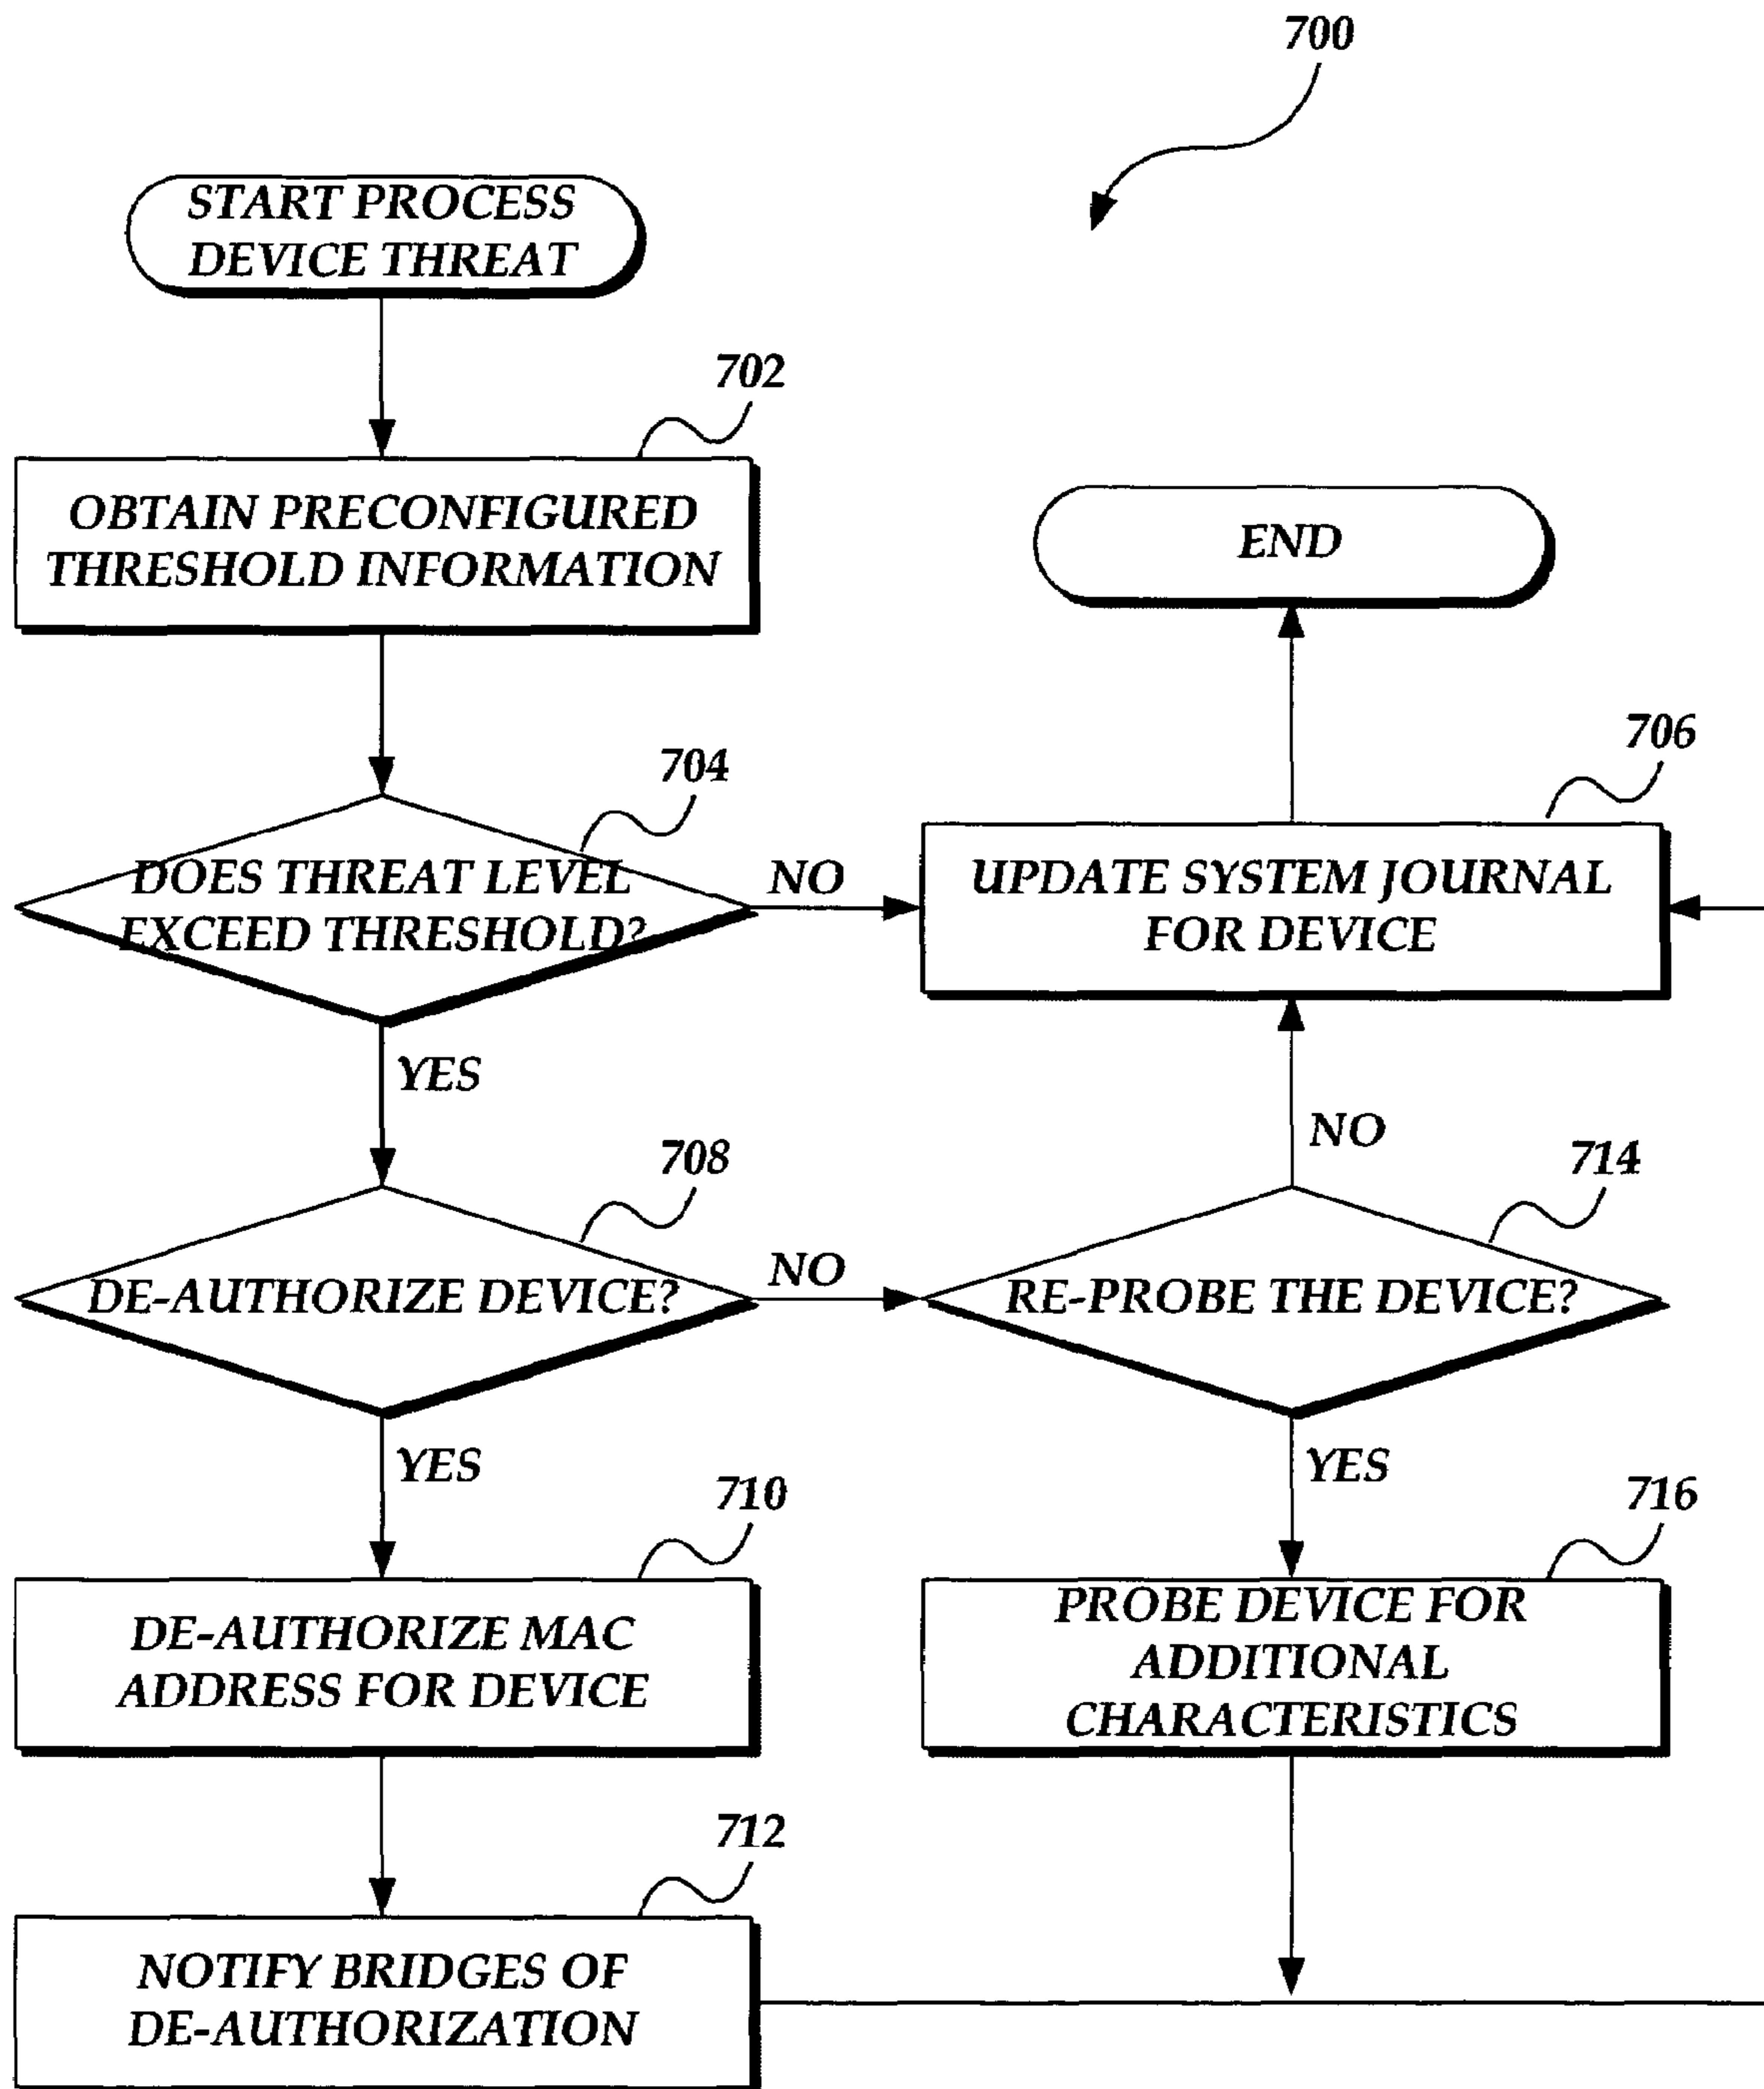 700
START PROCESS
DEVICE THREAT
702
OBTAIN PRECONFIGURED
THRESHOLD INFORMATION
END
704
DOES THREAT LEVEL
EXCEED THRESHOLD?
NO
706
UPDATE SYSTEM JOURNAL
FOR DEVICE
YES
NO
708
DE-AUTHORIZE DEVICE?
NO
714
RE-PROBE THE DEVICE?
YES
YES
710
DE-AUTHORIZE MAC
ADDRESS FOR DEVICE
716
PROBE DEVICE FOR
ADDITIONAL
CHARACTERISTICS
712
NOTIFY BRIDGES OF
DE-AUTHORIZATION